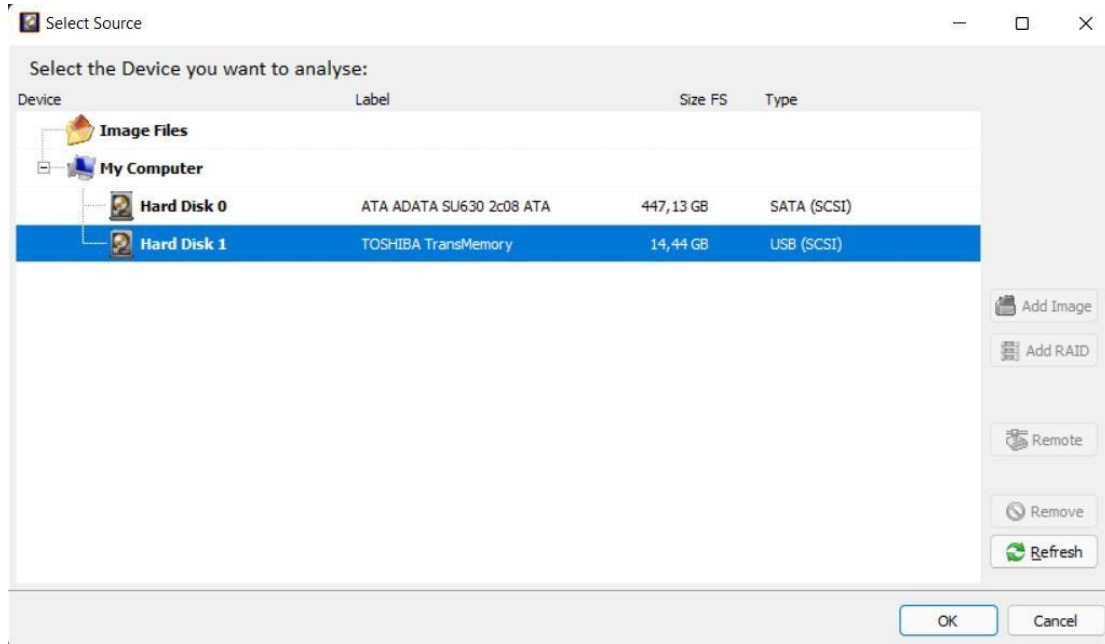 Select Source
Select the Device you want to analyse:
Device Label Size FS Type
Image Files
My Computer
Hard Disk 0 ATA ADATA SU630 2c08 ATA 447,13 GB SATA (SCSI)
Hard Disk 1 TOSHIBA TransMemory 14,44 GB USB (SCSI)
Add Image
Add RAID
Remote
Remove
Refresh
OK Cancel